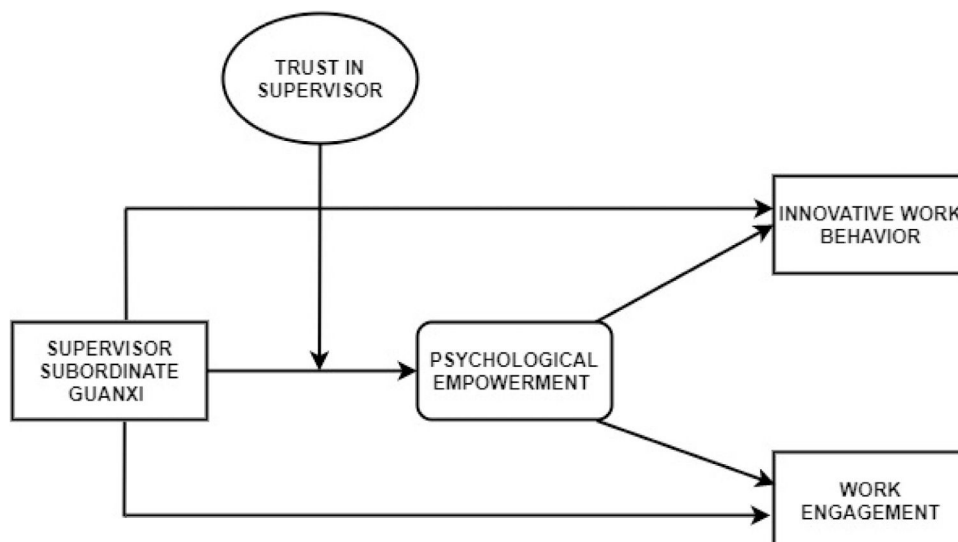 TRUST IN
SUPERVISOR
INNOVATIVE WORK
BEHAVIOR
SUPERVISOR
SUBORDINATE
GUANXI
PSYCHOLOGICAL
EMPOWERMENT
WORK
ENGAGEMENT